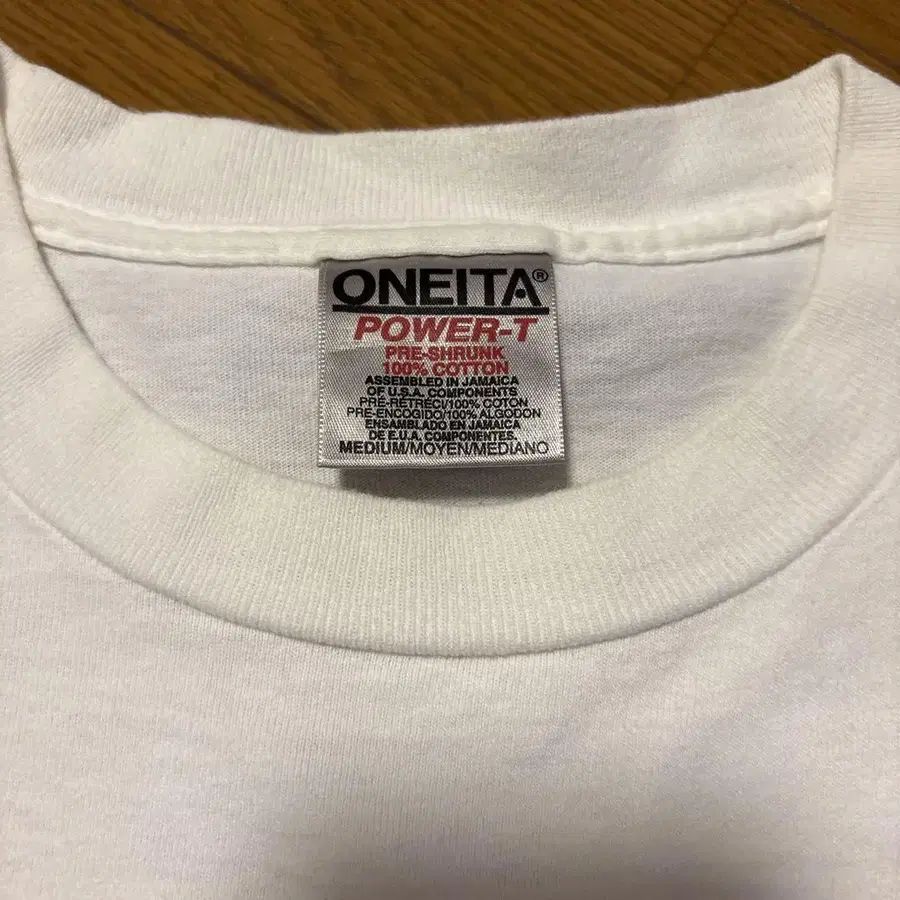 ONEITA®
POWER-T
PRE-SHRUNK
100% COTTON
ASSEMBLED IN JAMAICA
OF U.S.A. COMPONENTS
PRÉ-RÉTRÉCI/100% COTON
PRE-ENCOGIDO/100% ALGODON
ENSAMBLADO EN JAMAICA
DE E.U.A. COMPONENTES.
MEDIUM/MOYEN/MEDIANO